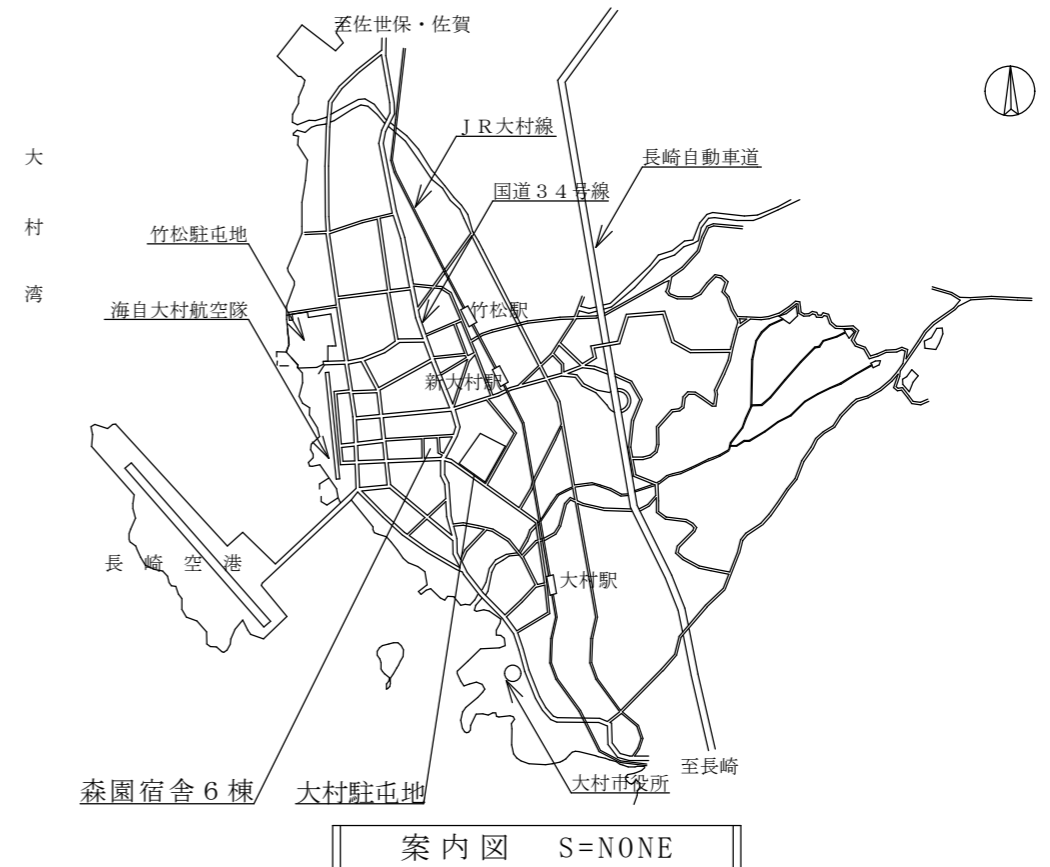 至佐世保・佐賀
ＪＲ大村線
長崎自動車道
大村湾
国道３４号線
竹松駐屯地
海自大村航空隊
竹松駅
新大村駅
長崎空港
大村駅
至長崎
大村市役所
森園宿舎６棟
大村駐屯地
案内図 S=NONE